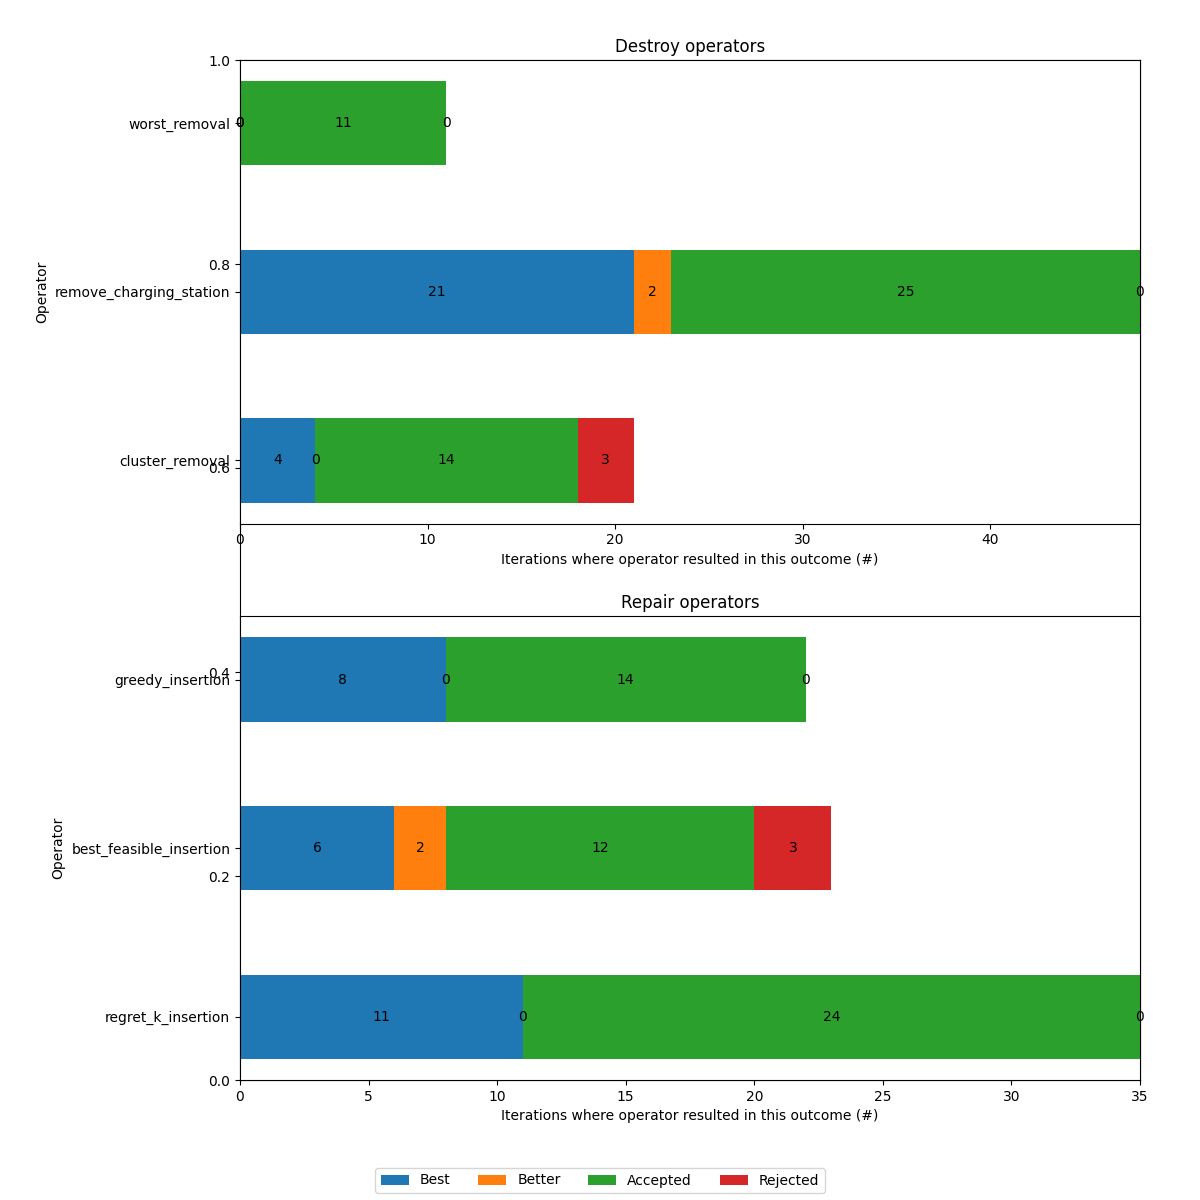 Destroy operators
1.0
worst_removal
0
0
11
0
0.8
Operator
remove_charging_station
21
2
25
0
cluster_removal
0.6
4
0
14
3
0
10
20
30
40
Iterations where operator resulted in this outcome (#)
Repair operators
0.4
greedy_insertion
8
0
14
0
Operator
best_feasible_insertion
6
2
12
3
0.2
regret_k_insertion
11
0
24
0
0.0
0
5
10
15
20
25
30
35
Iterations where operator resulted in this outcome (#)
Best
Better
Accepted
Rejected